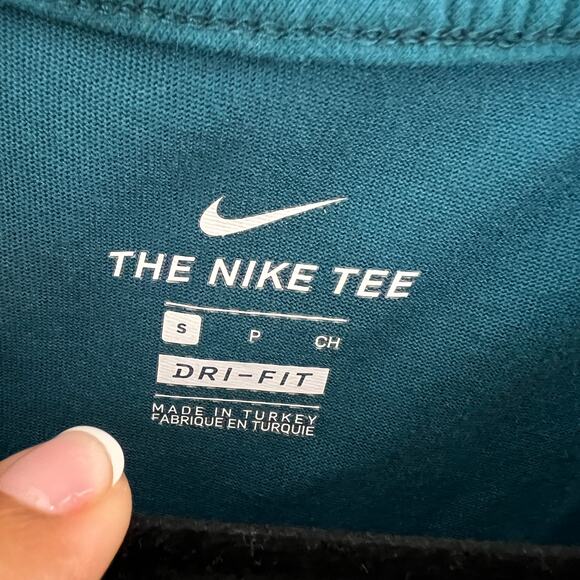 THE NIKE TEE
S P CH
DRI-FIT
MADE IN TURKEY
FABRIQUE EN TURQUIE